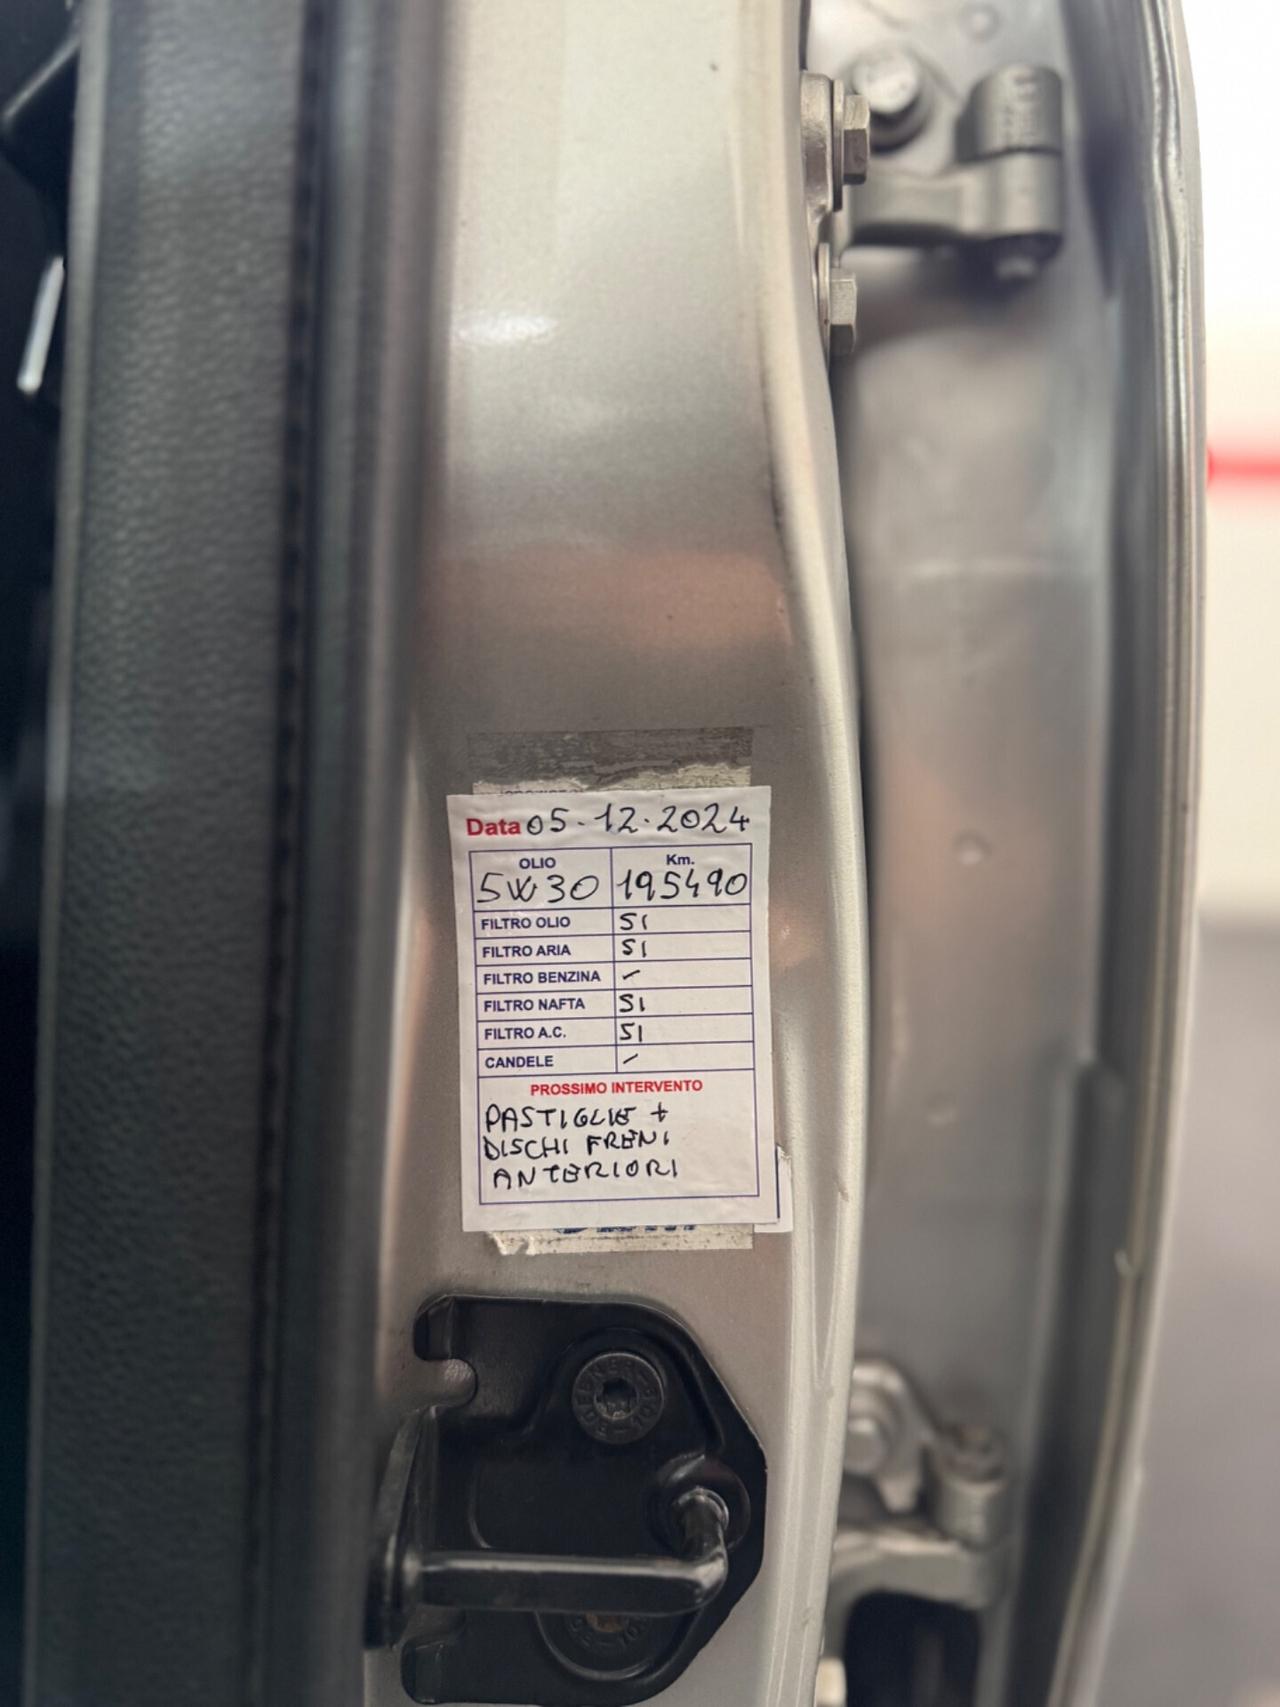 Data 05-12-2024
OLIO Km.
5W30 195490
FILTRO OLIO SI
FILTRO ARIA SI
FILTRO BENZINA -
FILTRO NAFTA SI
FILTRO A.C. SI
CANDELE -
PROSSIMO INTERVENTO
PASTIGLIE +
DISCHI FRENI
ANTERIORI